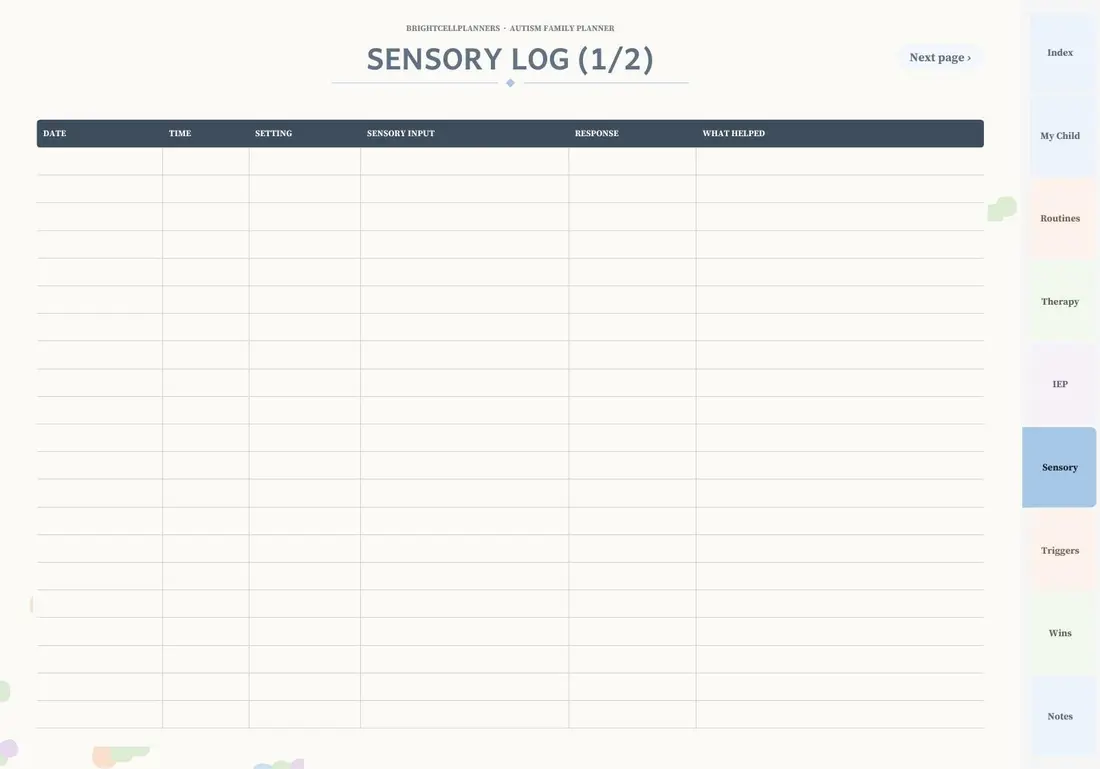 BRIGHTCELLPLANNERS · AUTISM FAMILY PLANNER
SENSORY LOG (1/2)
Next page ›
DATE TIME SETTING SENSORY INPUT RESPONSE WHAT HELPED
Index
My Child
Routines
Therapy
IEP
Sensory
Triggers
Wins
Notes